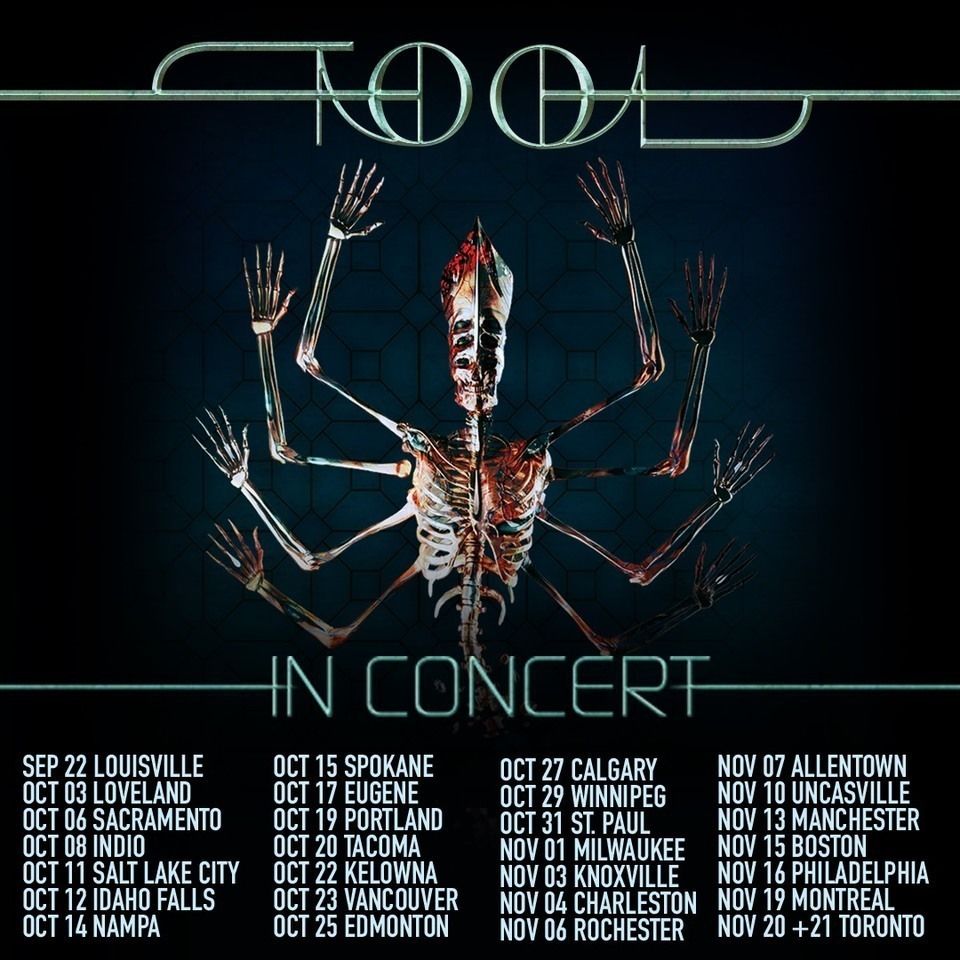 TOOL
IN CONCERT
SEP 22 LOUISVILLE
OCT 03 LOVELAND
OCT 06 SACRAMENTO
OCT 08 INDIO
OCT 11 SALT LAKE CITY
OCT 12 IDAHO FALLS
OCT 14 NAMPA
OCT 15 SPOKANE
OCT 17 EUGENE
OCT 19 PORTLAND
OCT 20 TACOMA
OCT 22 KELOWNA
OCT 23 VANCOUVER
OCT 25 EDMONTON
OCT 27 CALGARY
OCT 29 WINNIPEG
OCT 31 ST. PAUL
NOV 01 MILWAUKEE
NOV 03 KNOXVILLE
NOV 04 CHARLESTON
NOV 06 ROCHESTER
NOV 07 ALLENTOWN
NOV 10 UNCASVILLE
NOV 13 MANCHESTER
NOV 15 BOSTON
NOV 16 PHILADELPHIA
NOV 19 MONTREAL
NOV 20 +21 TORONTO